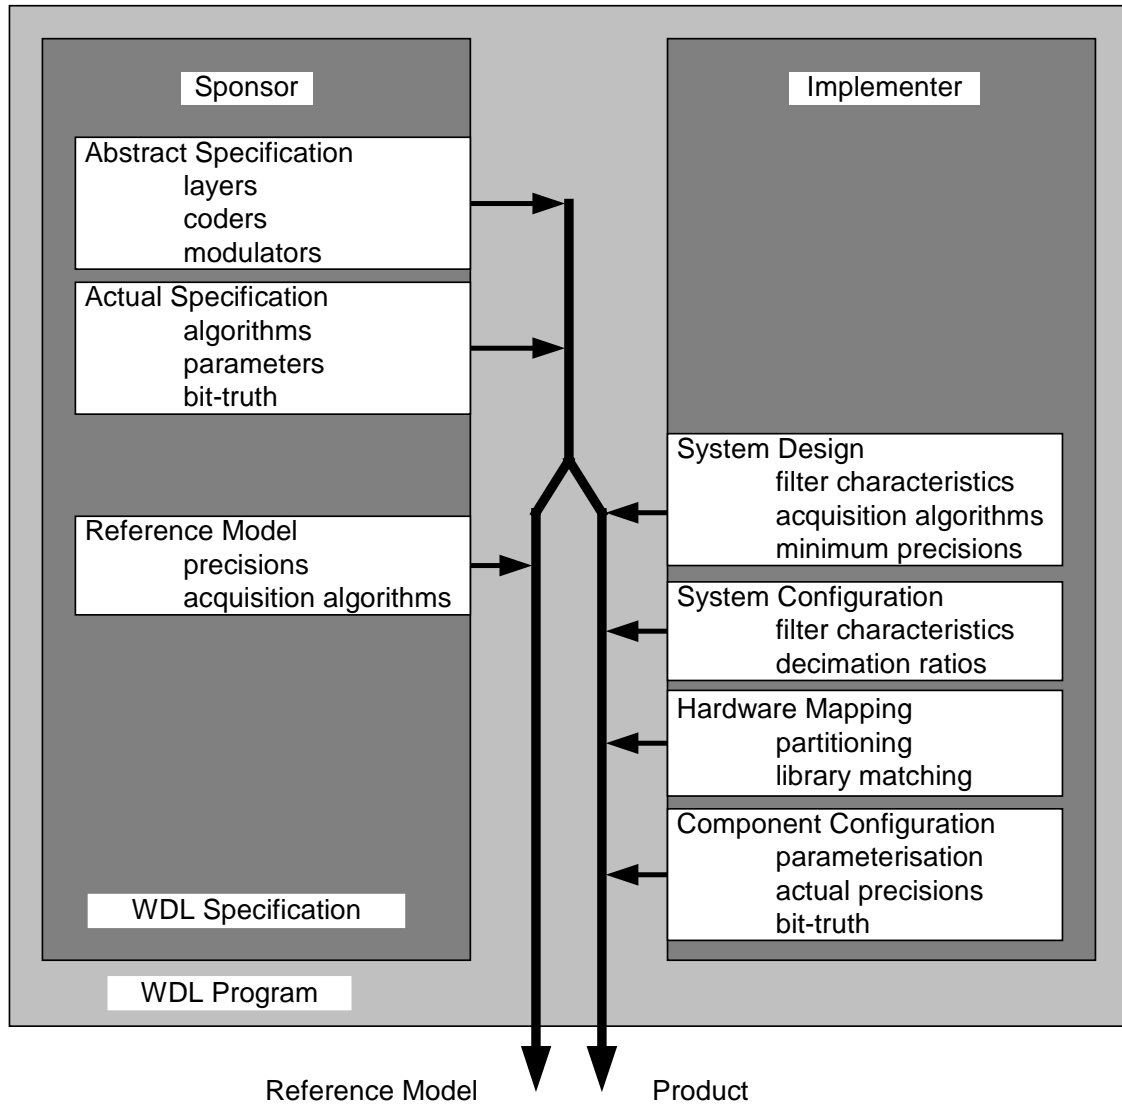 Sponsor
Abstract Specification
layers
coders
modulators
Actual Specification
algorithms
parameters
bit-truth
Reference Model
precisions
acquisition algorithms
WDL Specification
WDL Program
Implementer
System Design
filter characteristics
acquisition algorithms
minimum precisions
System Configuration
filter characteristics
decimation ratios
Hardware Mapping
partitioning
library matching
Component Configuration
parameterisation
actual precisions
bit-truth
Reference Model
Product